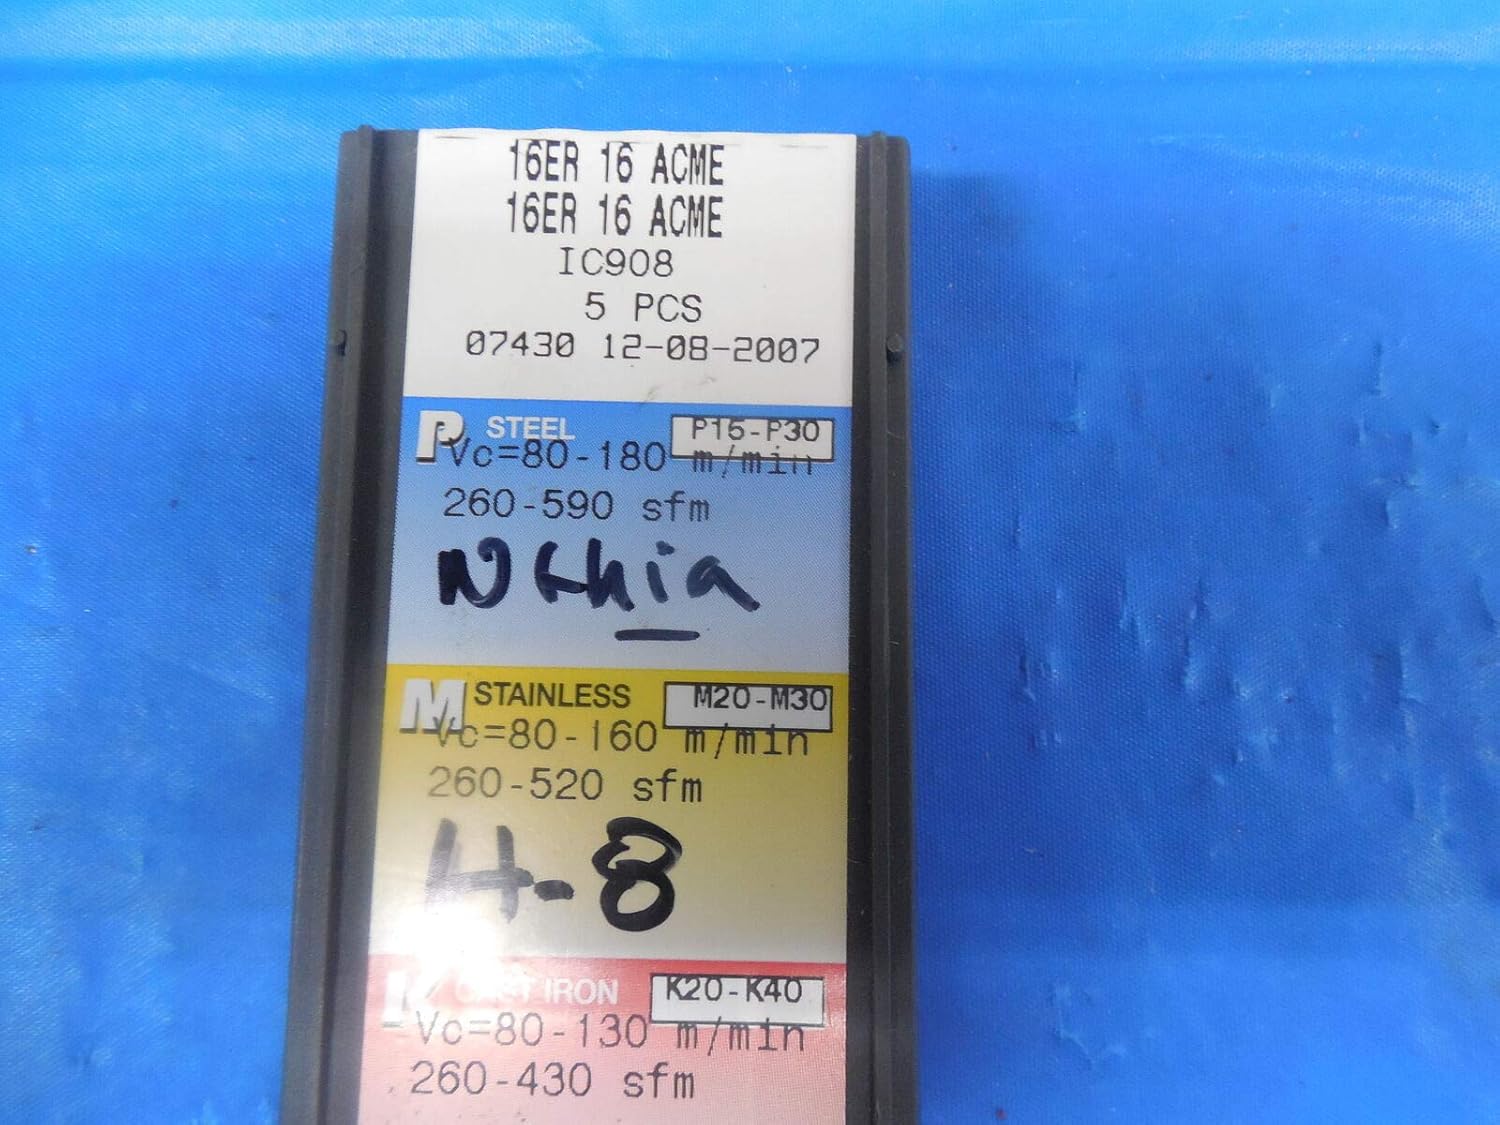 16ER 16 ACME
16ER 16 ACME
IC908
5 PCS
07430 12-08-2007
P STEEL P15-P30
Vc=80-180 m/min
260-590 sfm
M STAINLESS M20-M30
Vc=80-160 m/min
260-520 sfm
H-8
K CAST IRON K20-K40
Vc=80-130 m/min
260-430 sfm